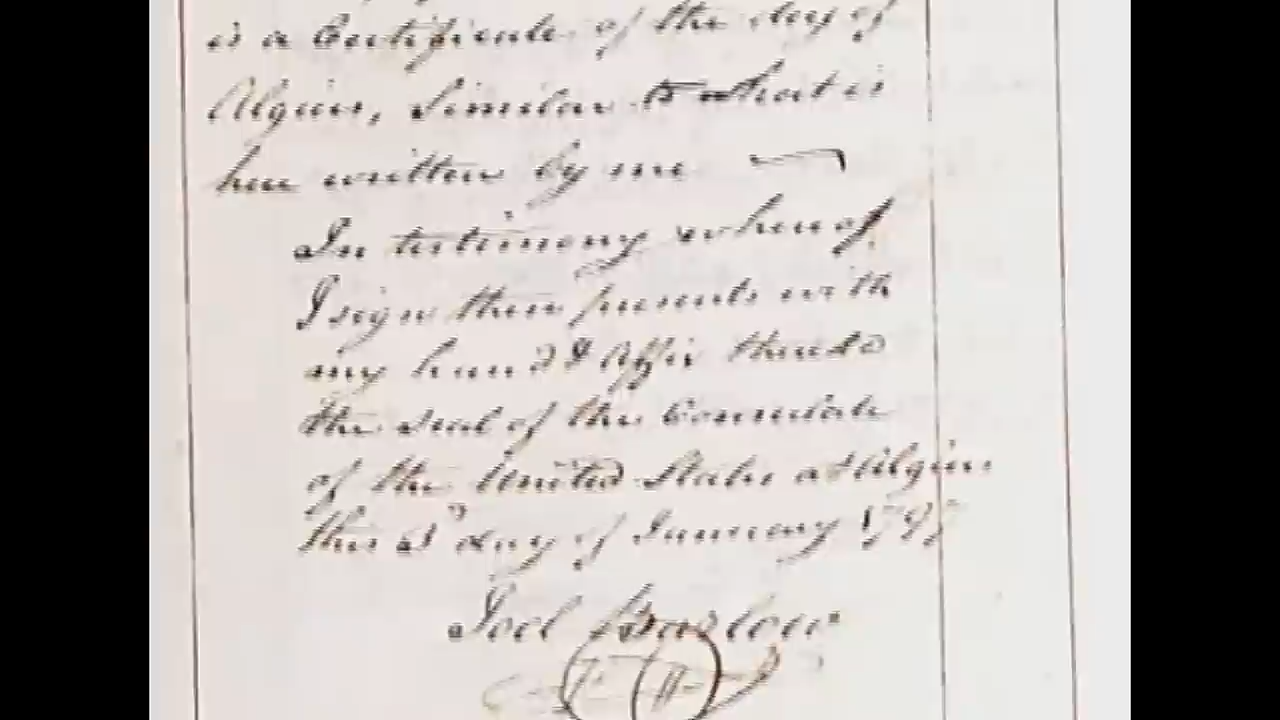 is a Certificate of the dey of
Algiers, Similar to what is
here written by me
In testimony whereof,
I sign these presents with
my hand & Affix thereto
the seal of the Consulate
of the United States at Algiers
this 3d day of January 1797
Joel Barlow